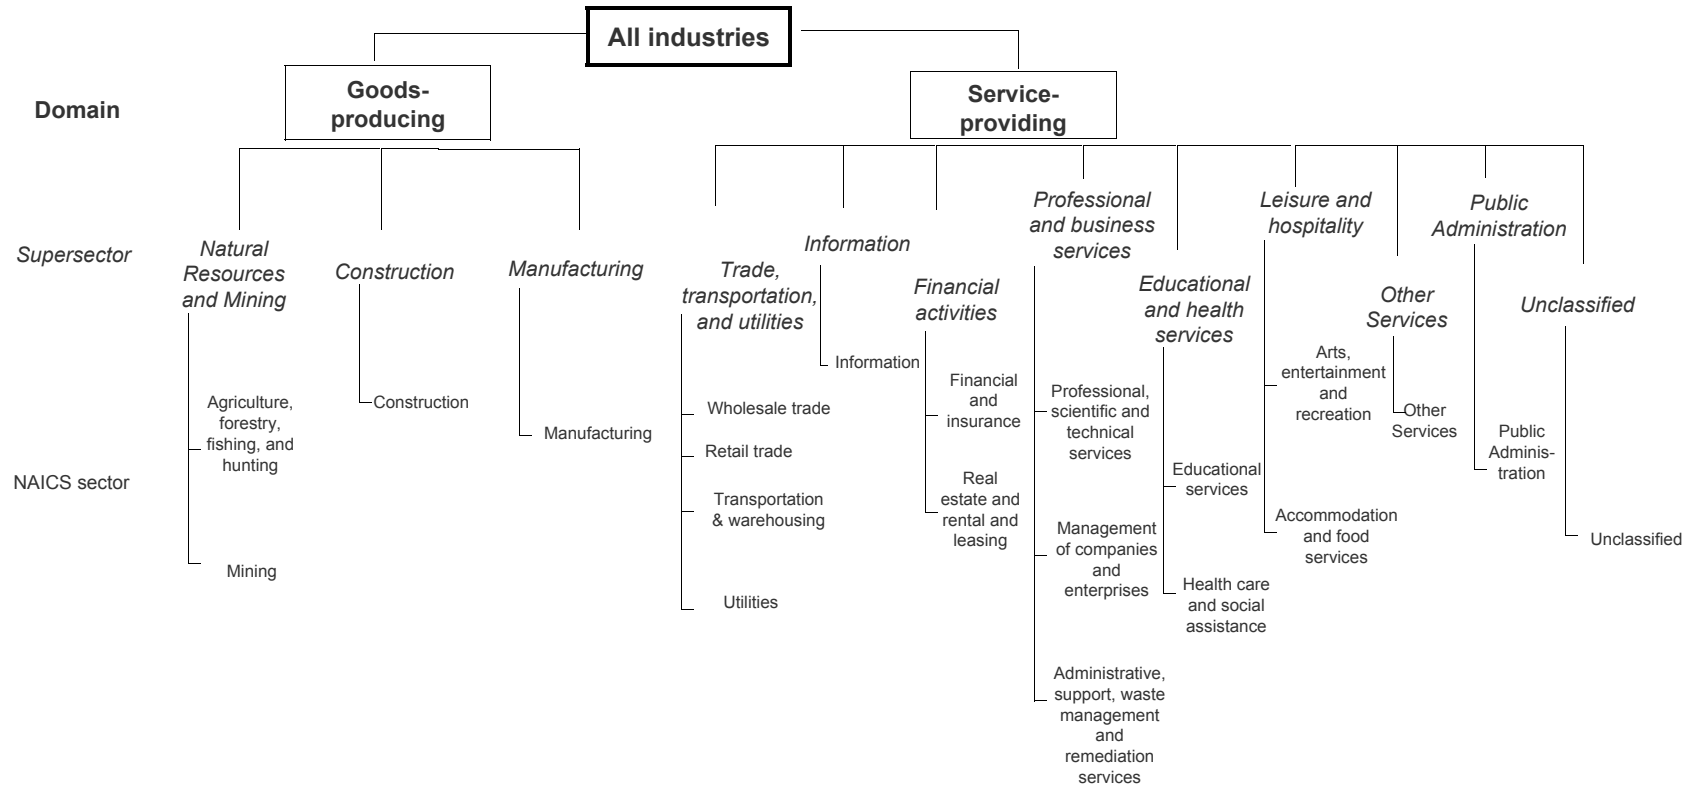 All industries
Domain
Goods-
producing
Service-
providing
Supersector
Natural
Resources
and Mining
Construction
Manufacturing
Trade,
transportation,
and utilities
Information
Financial
activities
Professional
and business
services
Educational
and health
services
Leisure and
hospitality
Other
Services
Public
Administration
Unclassified
NAICS sector
Agriculture,
forestry,
fishing, and
hunting
Mining
Construction
Manufacturing
Wholesale trade
Retail trade
Transportation
& warehousing
Utilities
Information
Financial
and
insurance
Real
estate and
rental and
leasing
Professional,
scientific and
technical
services
Management
of companies
and
enterprises
Administrative,
support, waste
management
and
remediation
services
Educational
services
Health care
and social
assistance
Arts,
entertainment
and
recreation
Accommodation
and food
services
Other
Services
Public
Adminis-
tration
Unclassified